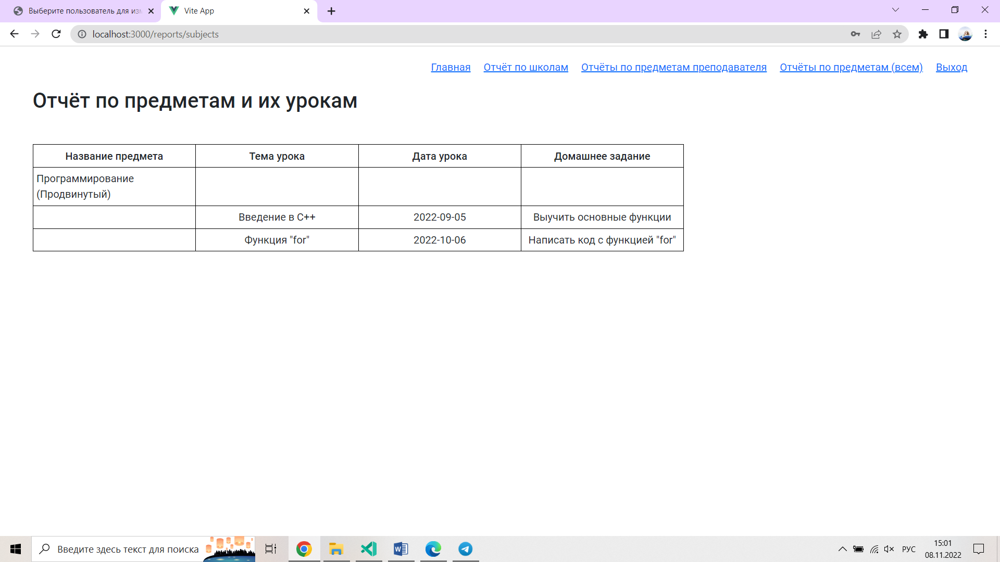 Выберите пользователь для изм
Vite App
localhost:3000/reports/subjects
Главная Отчёт по школам Отчёты по предметам преподавателя Отчёты по предметам (всем) Выход
Отчёт по предметам и их урокам
Название предмета Тема урока Дата урока Домашнее задание
Программирование
(Продвинутый)
Введение в C++ 2022-09-05 Выучить основные функции
Функция "for" 2022-10-06 Написать код с функцией "for"
Введите здесь текст для поиска
РУС
15:01
08.11.2022